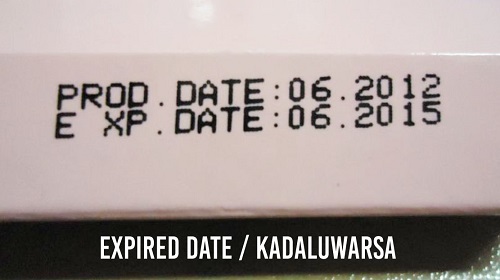 PROD.DATE:06.2012
E XP.DATE:06.2015
EXPIRED DATE / KADALUWARSA